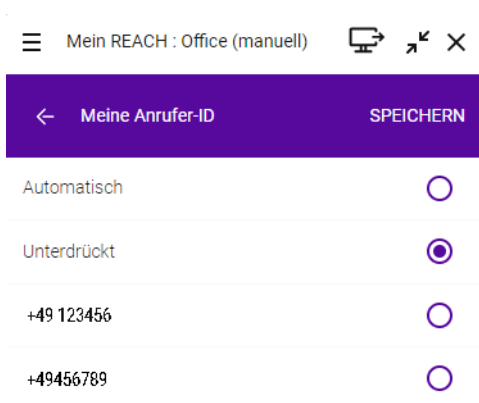 Mein REACH : Office (manuell)
Meine Anrufer-ID SPEICHERN
Automatisch
Unterdrückt
+49 123456
+49456789